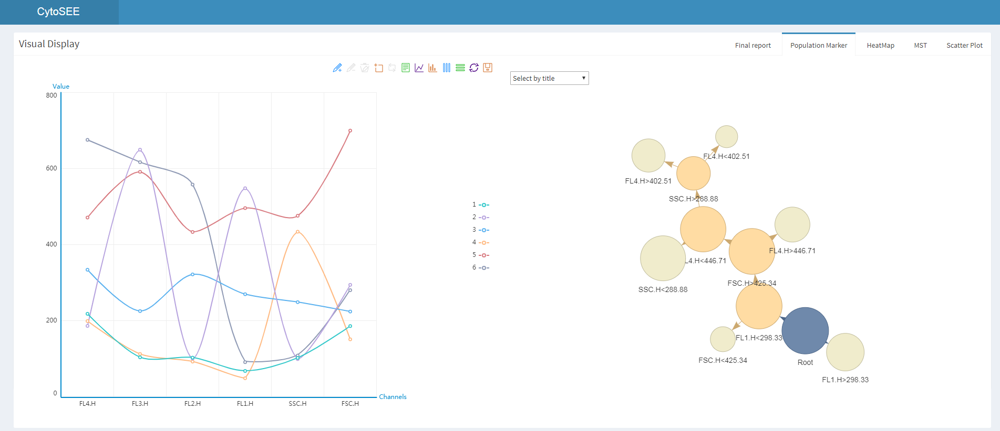 CytoSEE
Visual Display
Final report
Population Marker
HeatMap
MST
Scatter Plot
Select by title
Value
800
600
400
200
0
FL4.H
FL3.H
FL2.H
FL1.H
SSC.H
FSC.H
Channels
1
2
3
4
5
6
FL4.H<402.51
FL4.H>402.51
SSC.H>288.88
FL4.H>446.71
L4.H<446.71
FSC.H>425.34
SSC.H<288.88
FL1.H<298.33
FSC.H<425.34
Root
FL1.H>298.33